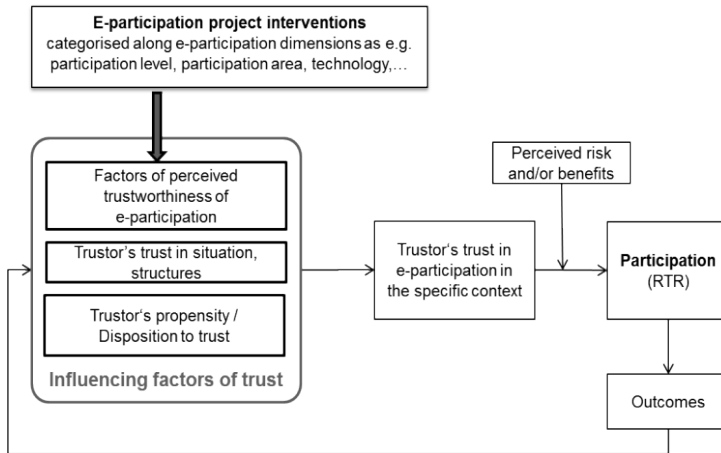 E-participation project interventions
categorised along e-participation dimensions as e.g.
participation level, participation area, technology,...
Factors of perceived
trustworthiness of
e-participation
Trustor's trust in situation,
structures
Trustor‘s propensity /
Disposition to trust
Influencing factors of trust
Trustor‘s trust in
e-participation in
the specific context
Perceived risk
and/or benefits
Participation
(RTR)
Outcomes